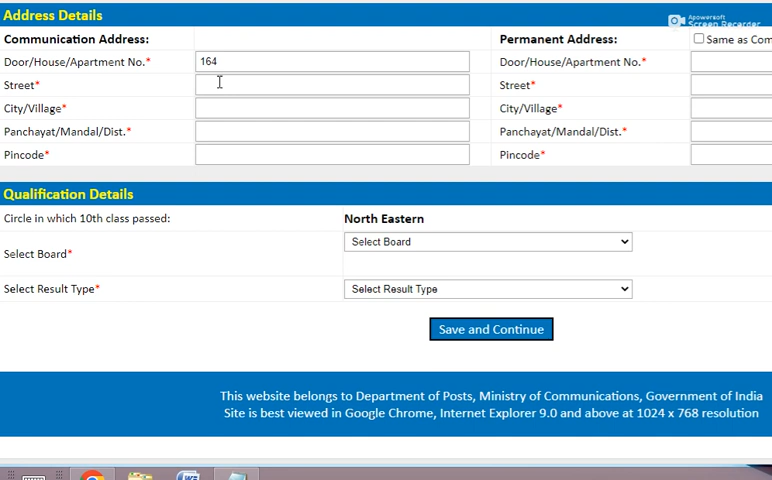 Address Details
Apowersoft
Screen Recorder
Communication Address:
Permanent Address:
Same as Com
Door/House/Apartment No.*
164
Door/House/Apartment No.*
Street*
Street*
City/Village*
City/Village*
Panchayat/Mandal/Dist.*
Panchayat/Mandal/Dist.*
Pincode*
Pincode*
Qualification Details
Circle in which 10th class passed:
North Eastern
Select Board*
Select Board
Select Result Type*
Select Result Type
Save and Continue
This website belongs to Department of Posts, Ministry of Communications, Government of India
Site is best viewed in Google Chrome, Internet Explorer 9.0 and above at 1024 x 768 resolution